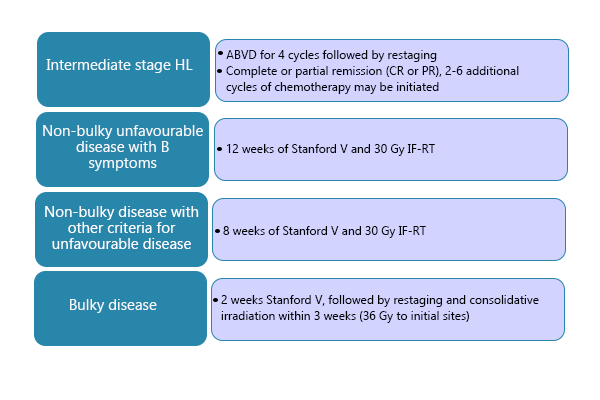 Intermediate stage HL
• ABVD for 4 cycles followed by restaging
• Complete or partial remission (CR or PR), 2-6 additional
cycles of chemotherapy may be initiated
Non-bulky unfavourable
disease with B
symptoms
• 12 weeks of Stanford V and 30 Gy IF-RT
Non-bulky disease with
other criteria for
unfavourable disease
• 8 weeks of Stanford V and 30 Gy IF-RT
Bulky disease
• 2 weeks Stanford V, followed by restaging and consolidative
irradiation within 3 weeks (36 Gy to initial sites)